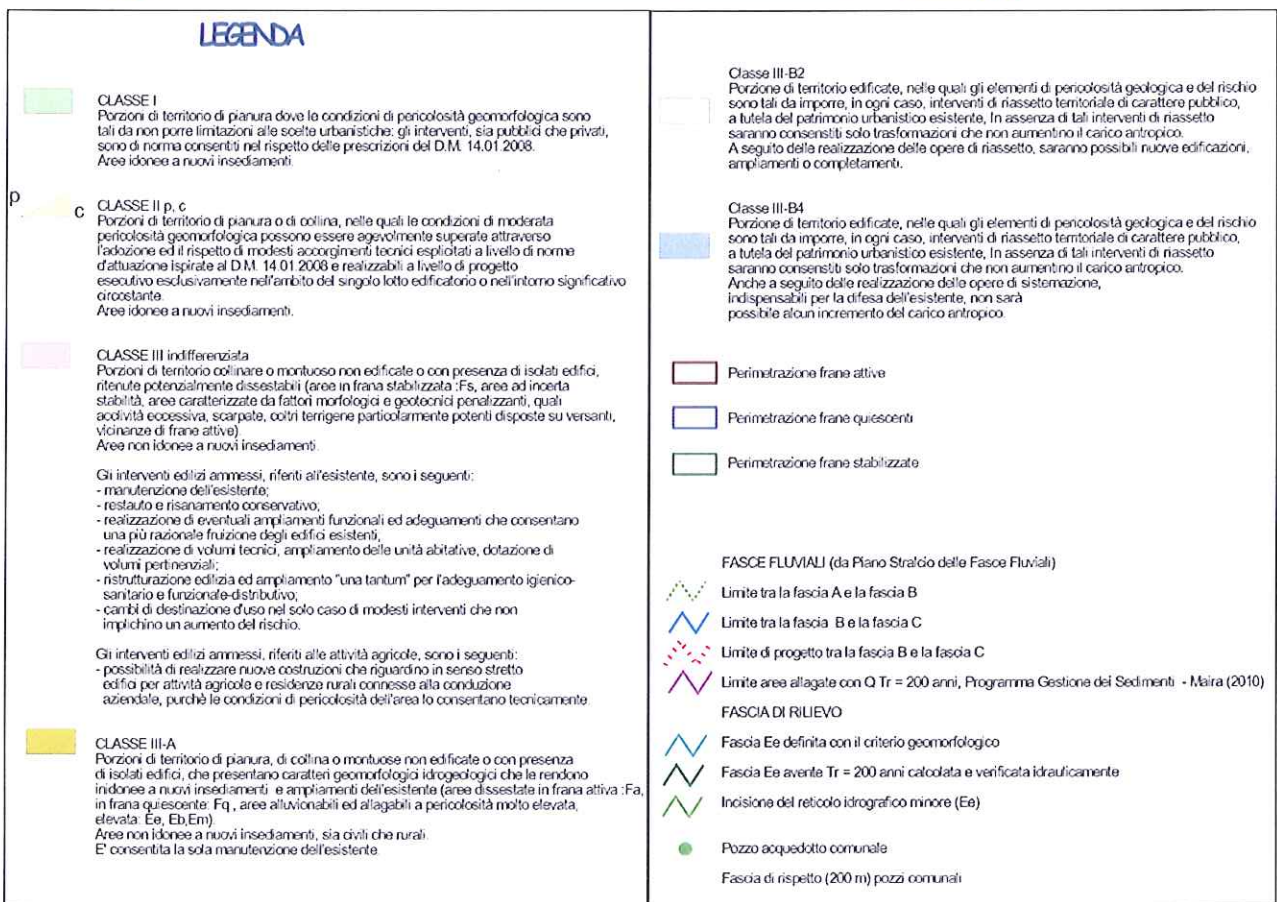 LEGENDA
CLASSE I
Porzioni di territorio di pianura dove le condizioni di pericolosità geomorfologica sono
tali da non porre limitazioni alle scelte urbanistiche: gli interventi, sia pubblici che privati,
sono di norma consentiti nel rispetto delle prescrizioni del D.M. 14.01.2008.
Aree idonee a nuovi insediamenti.
p
c
CLASSE II p, c
Porzioni di territorio di pianura o di collina, nelle quali le condizioni di moderata
pericolosità geomorfologica possono essere agevolmente superate attraverso
l'adozione ed il rispetto di modesti accorgimenti tecnici esplicitati a livello di norme
d'attuazione ispirate al D.M. 14.01.2008 e realizzabili a livello di progetto
esecutivo esclusivamente nell'ambito del singolo lotto edificatorio o nell'intorno significativo
circostante.
Aree idonee a nuovi insediamenti.
CLASSE III indifferenziata
Porzioni di territorio collinare o montuoso non edificate o con presenza di isolati edifici,
ritenute potenzialmente dissestabili (aree in frana stabilizzata :Fs, aree ad incerta
stabilità, aree caratterizzate da fattori morfologici e geotecnici penalizzanti, quali
acclività eccessiva, scarpate, coltri terrigene particolarmente potenti disposte su versanti,
vicinanze di frane attive).
Aree non idonee a nuovi insediamenti.
Gli interventi edilizi ammessi, riferiti all'esistente, sono i seguenti:
- manutenzione dell'esistente;
- restauto e risanamento conservativo;
- realizzazione di eventuali ampliamenti funzionali ed adeguamenti che consentano
una più razionale fruizione degli edifici esistenti,
- realizzazione di volumi tecnici, ampliamento delle unità abitative, dotazione di
volumi pertinenziali;
- ristrutturazione edilizia ed ampliamento "una tantum" per l'adeguamento igienico-
sanitario e funzionale-distributivo;
- cambi di destinazione d'uso nel solo caso di modesti interventi che non
implichino un aumento del rischio.
Gli interventi edilizi ammessi, riferiti alle attività agricole, sono i seguenti:
- possibilità di realizzare nuove costruzioni che riguardino in senso stretto
edifici per attività agricole e residenze rurali connesse alla conduzione
aziendale, purchè le condizioni di pericolosità dell'area lo consentano tecnicamente.
CLASSE III-A
Porzioni di territorio di pianura, di collina o montuose non edificate o con presenza
di isolati edifici, che presentano caratteri geomorfologici idrogeologici che le rendono
inidonee a nuovi insediamenti e ampliamenti dell'esistente (aree dissestate in frana attiva :Fa,
in frana quiescente: Fq , aree alluvionabili ed allagabili a pericolosità molto elevata,
elevata: Ee, Eb,Em).
Aree non idonee a nuovi insediamenti, sia civili che rurali.
E' consentita la sola manutenzione dell'esistente
Classe III-B2
Porzione di territorio edificate, nelle quali gli elementi di pericolosità geologica e del rischio
sono tali da imporre, in ogni caso, interventi di riassetto territoriale di carattere pubblico,
a tutela del patrimonio urbanistico esistente, In assenza di tali interventi di riassetto
saranno consenstiti solo trasformazioni che non aumentino il carico antropico.
A seguito delle realizzazione delle opere di riassetto, saranno possibili nuove edificazioni,
ampliamenti o completamenti.
Classe III-B4
Porzione di territorio edificate, nelle quali gli elementi di pericolosità geologica e del rischio
sono tali da imporre, in ogni caso, interventi di riassetto territoriale di carattere pubblico,
a tutela del patrimonio urbanistico esistente, In assenza di tali interventi di riassetto
saranno consenstiti solo trasformazioni che non aumentino il carico antropico.
Anche a seguito delle realizzazione delle opere di sistemazione,
indispensabili per la difesa dell'esistente, non sarà
possibile alcun incremento del carico antropico.
Perimetrazione frane attive
Perimetrazione frane quiescenti
Perimetrazione frane stabilizzate
FASCE FLUVIALI (da Piano Stralcio delle Fasce Fluviali)
Limite tra la fascia A e la fascia B
Limite tra la fascia B e la fascia C
Limite di progetto tra la fascia B e la fascia C
Limite aree allagate con Q Tr = 200 anni, Programma Gestione dei Sedimenti - Maira (2010)
FASCIA DI RILIEVO
Fascia Ee definita con il criterio geomorfologico
Fascia Ee avente Tr = 200 anni calcolata e verificata idraulicamente
Incisione del reticolo idrografico minore (Ee)
Pozzo acquedotto comunale
Fascia di rispetto (200 m) pozzi comunali